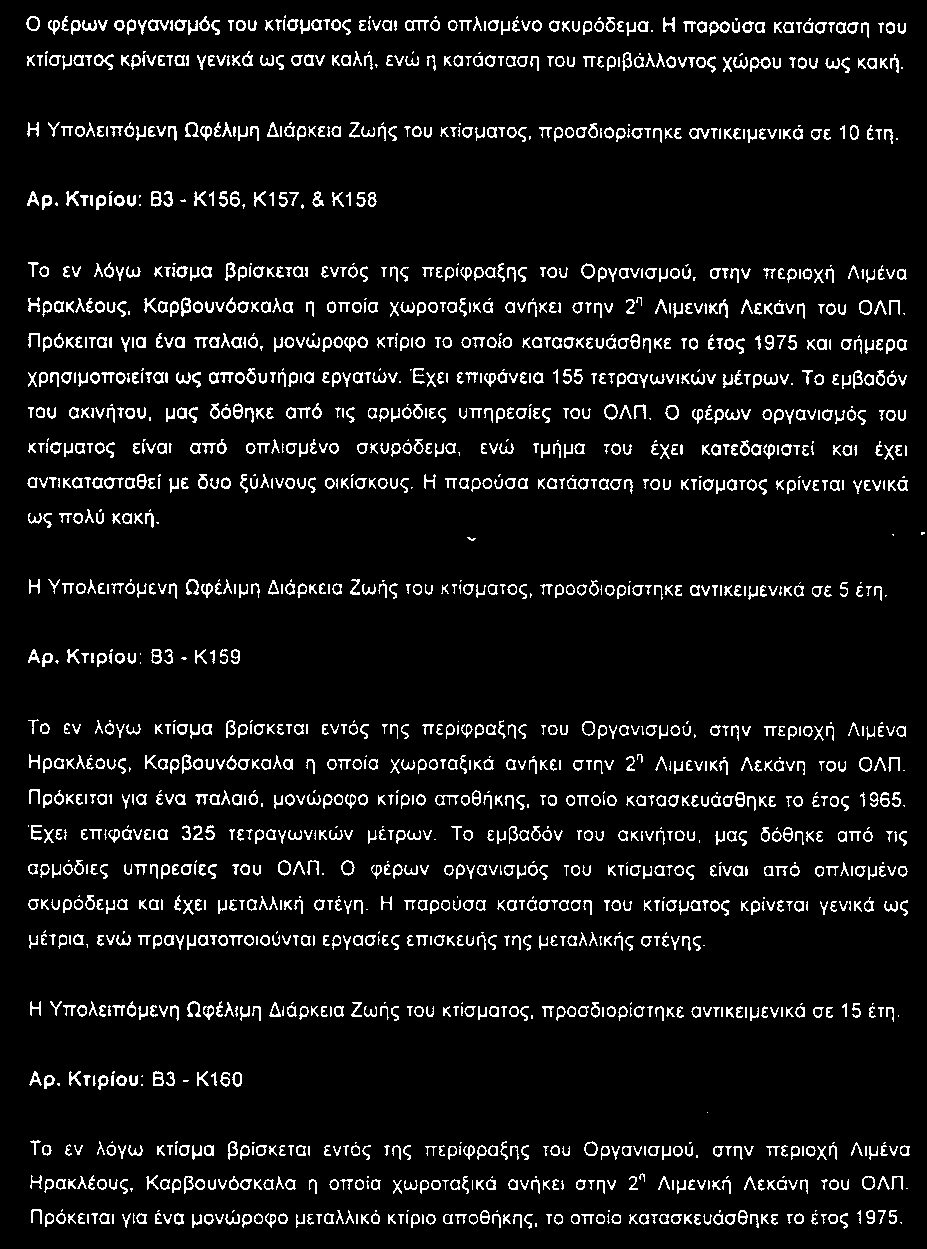 Ο φέρων οργανισμός του κτίσματος είναι από οπλισμένο σκυρόδεμα. Η παρούσα κατάσταση του
κτίσματος κρίνεται γενικά ως σαν καλή, ενώ η κατάσταση του περιβάλλοντος χώρου του ως κακή.
Η Υπολειπόμενη Ωφέλιμη Διάρκεια Ζωής του κτίσματος, προσδιορίστηκε αντικειμενικά σε 10 έτη.
Αρ. Κτιρίου: Β3 - Κ156, Κ157, & Κ158
Το εν λόγω κτίσμα βρίσκεται εντός της περίφραξης του Οργανισμού, στην περιοχή Λιμένα
Ηρακλέους, Καρβουνόσκαλα η οποία χωροταξικά ανήκει στην 2η Λιμενική Λεκάνη του ΟΛΠ.
Πρόκειται για ένα παλαιό, μονώροφο κτίριο το οποίο κατασκευάσθηκε το έτος 1975 και σήμερα
χρησιμοποιείται ως αποδυτήρια εργατών. Έχει επιφάνεια 155 τετραγωνικών μέτρων. Το εμβαδόν
του ακινήτου, μας δόθηκε από τις αρμόδιες υπηρεσίες του ΟΛΠ. Ο φέρων οργανισμός του
κτίσματος είναι από οπλισμένο σκυρόδεμα, ενώ τμήμα του έχει κατεδαφιστεί και έχει
αντικατασταθεί με δυο ξύλινους οικίσκους. Η παρούσα κατάσταση του κτίσματος κρίνεται γενικά
ως πολύ κακή.
Η Υπολειπόμενη Ωφέλιμη Διάρκεια Ζωής του κτίσματος, προσδιορίστηκε αντικειμενικά σε 5 έτη.
Αρ. Κτιρίου: Β3 - Κ159
Το εν λόγω κτίσμα βρίσκεται εντός της περίφραξης του Οργανισμού, στην περιοχή Λιμένα
Ηρακλέους, Καρβουνόσκαλα η οποία χωροταξικά ανήκει στην 2η Λιμενική Λεκάνη του ΟΛΠ.
Πρόκειται για ένα παλαιό, μονώροφο κτίριο αποθήκης, το οποίο κατασκευάσθηκε το έτος 1965.
Έχει επιφάνεια 325 τετραγωνικών μέτρων. Το εμβαδόν του ακινήτου, μας δόθηκε από τις
αρμόδιες υπηρεσίες του ΟΛΠ. Ο φέρων οργανισμός του κτίσματος είναι από οπλισμένο
σκυρόδεμα και έχει μεταλλική στέγη. Η παρούσα κατάσταση του κτίσματος κρίνεται γενικά ως
μέτρια, ενώ πραγματοποιούνται εργασίες επισκευής της μεταλλικής στέγης.
Η Υπολειπόμενη Ωφέλιμη Διάρκεια Ζωής του κτίσματος, προσδιορίστηκε αντικειμενικά σε 15 έτη.
Αρ. Κτιρίου: Β3 - Κ160
Το εν λόγω κτίσμα βρίσκεται εντός της περίφραξης του Οργανισμού, στην περιοχή Λιμένα
Ηρακλέους, Καρβουνόσκαλα η οποία χωροταξικά ανήκει στην 2η Λιμενική Λεκάνη του ΟΛΠ.
Πρόκειται για ένα μονώροφο μεταλλικό κτίριο αποθήκης, το οποίο κατασκευάσθηκε το έτος 1975.